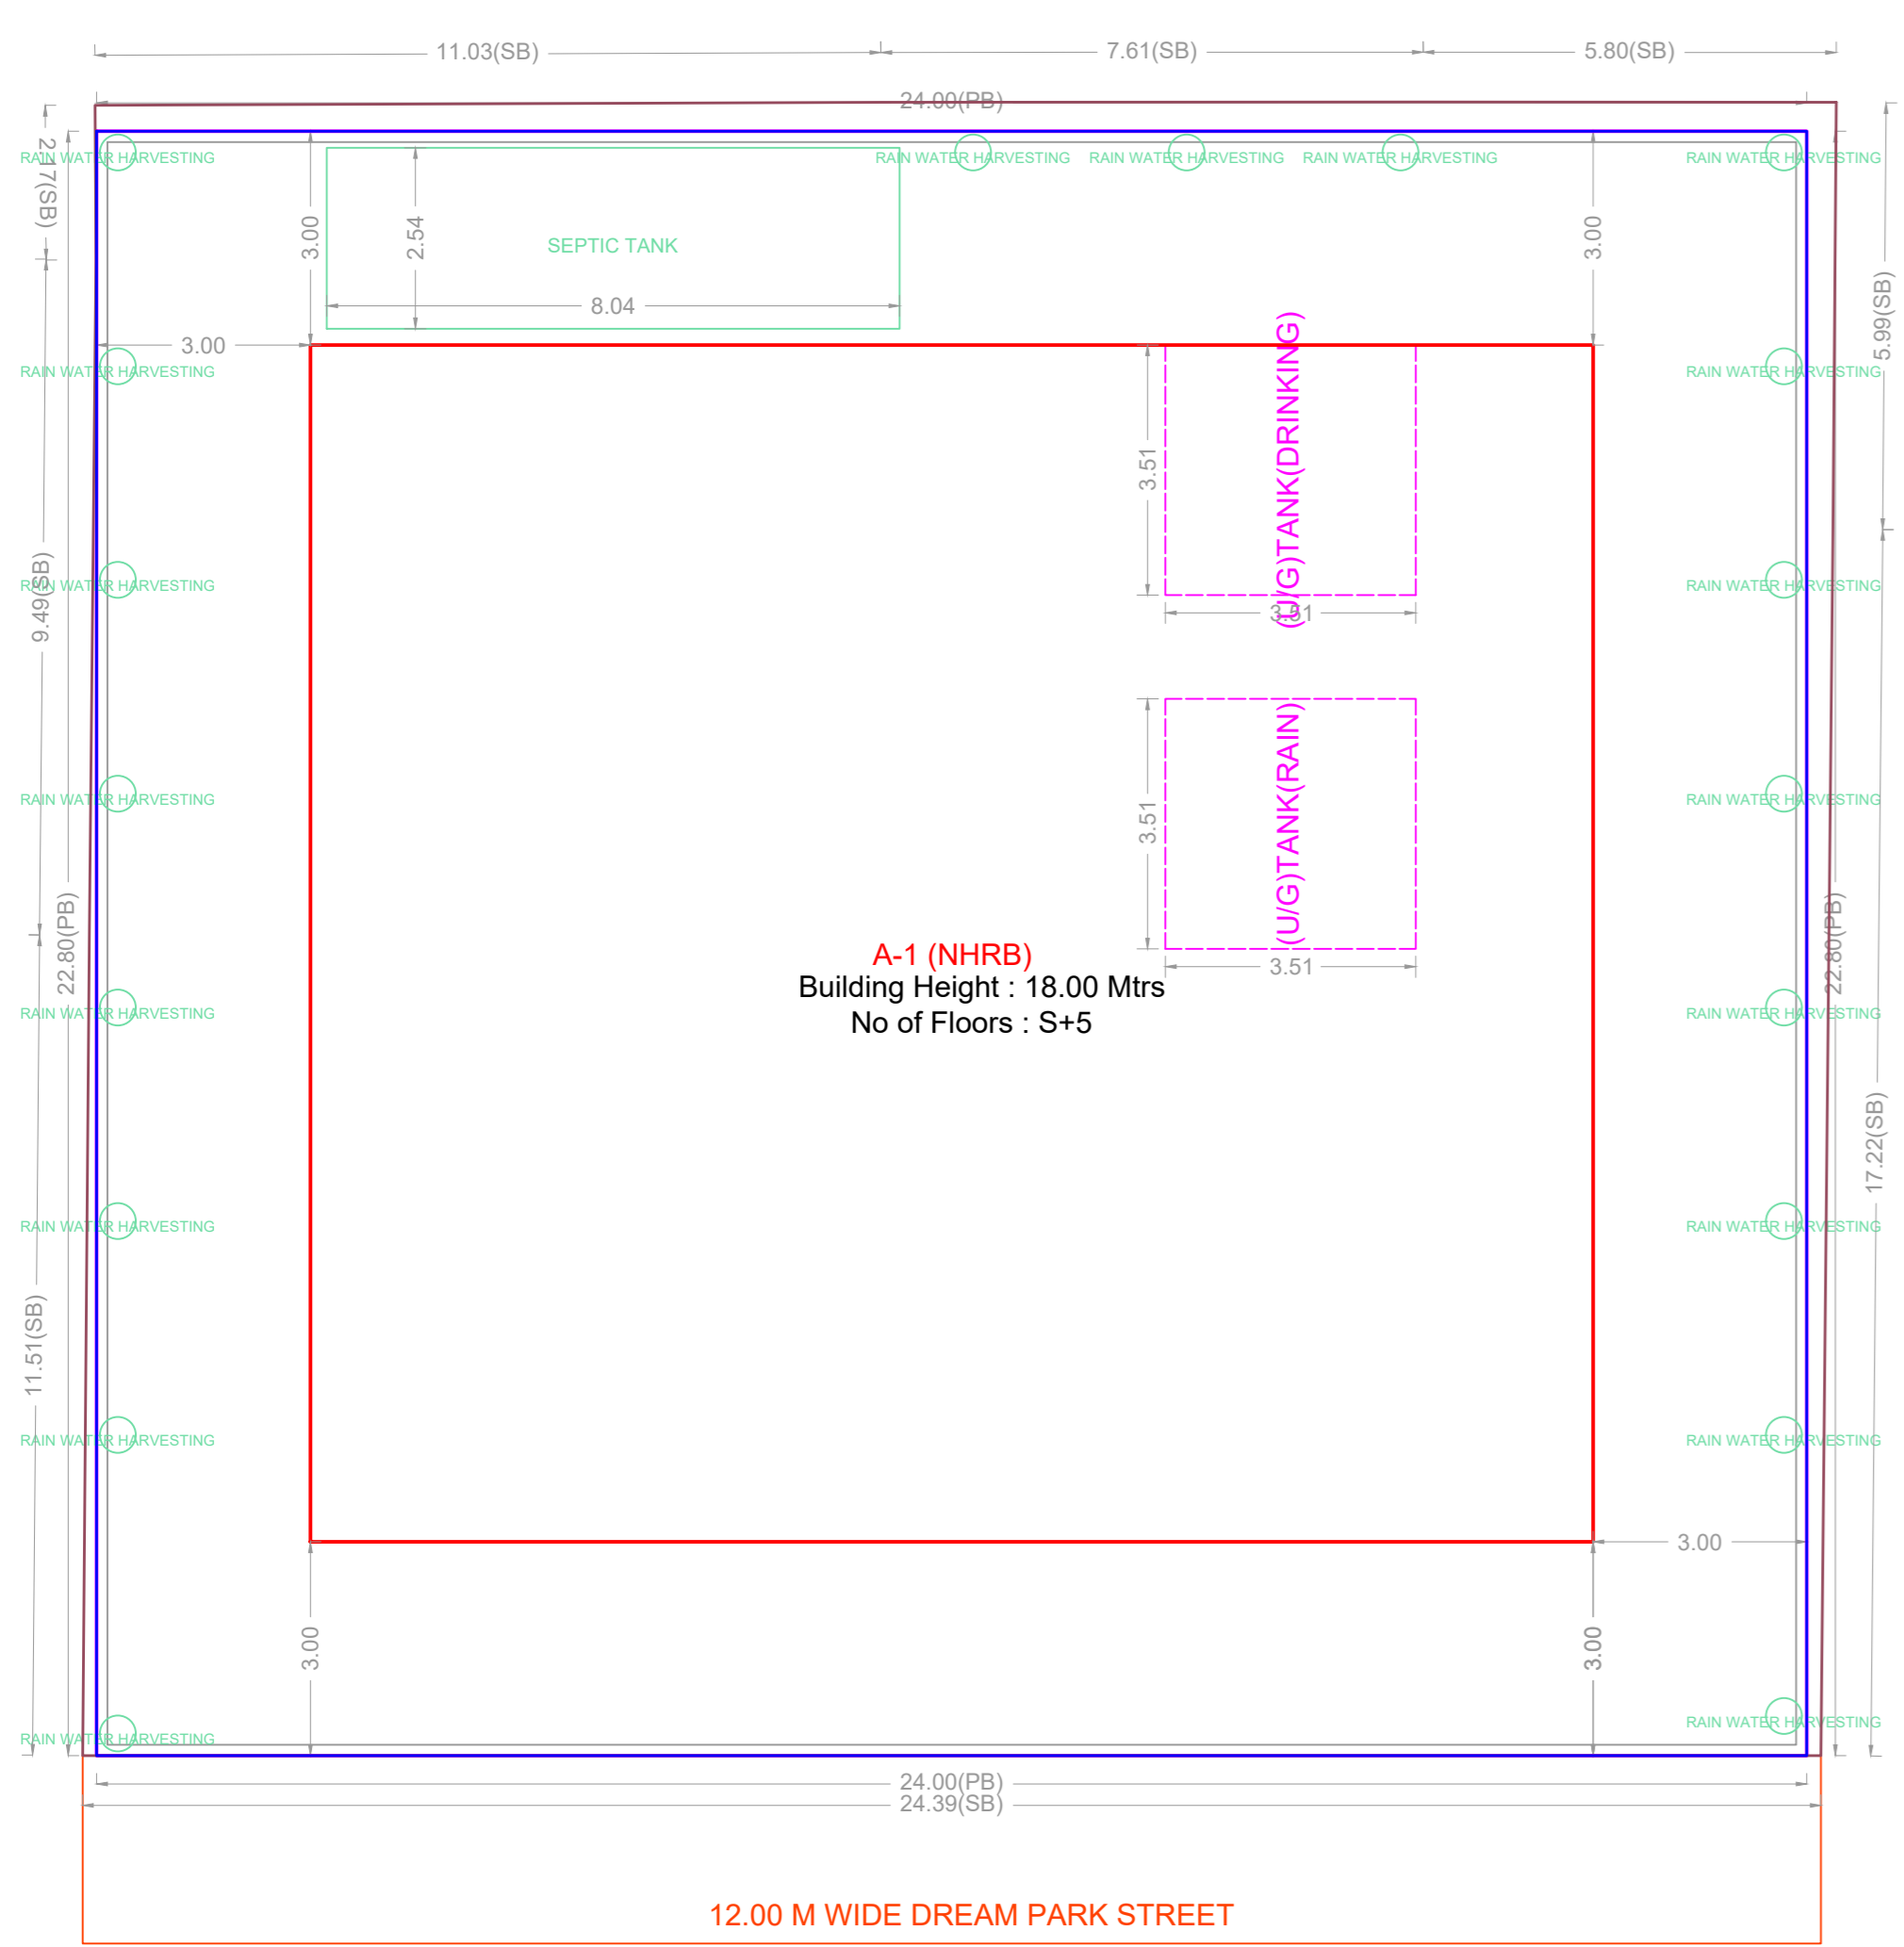 11.03(SB)
7.61(SB)
5.80(SB)
24.00(PB)
2.17(SB)
RAIN WATER HARVESTING
RAIN WATER HARVESTING
RAIN WATER HARVESTING
RAIN WATER HARVESTING
RAIN WATER HARVESTING
3.00
2.54
SEPTIC TANK
3.00
8.04
5.99(SB)
3.00
RAIN WATER HARVESTING
RAIN WATER HARVESTING
3.51
(U/G)TANK(DRINKING)
9.49(SB)
RAIN WATER HARVESTING
RAIN WATER HARVESTING
3.51
RAIN WATER HARVESTING
RAIN WATER HARVESTING
3.51
(U/G)TANK(RAIN)
22.80(PB)
22.80(PB)
A-1 (NHRB)
3.51
Building Height : 18.00 Mtrs
No of Floors : S+5
RAIN WATER HARVESTING
RAIN WATER HARVESTING
17.22(SB)
RAIN WATER HARVESTING
RAIN WATER HARVESTING
11.51(SB)
RAIN WATER HARVESTING
RAIN WATER HARVESTING
3.00
3.00
3.00
RAIN WATER HARVESTING
RAIN WATER HARVESTING
24.00(PB)
24.39(SB)
12.00 M WIDE DREAM PARK STREET